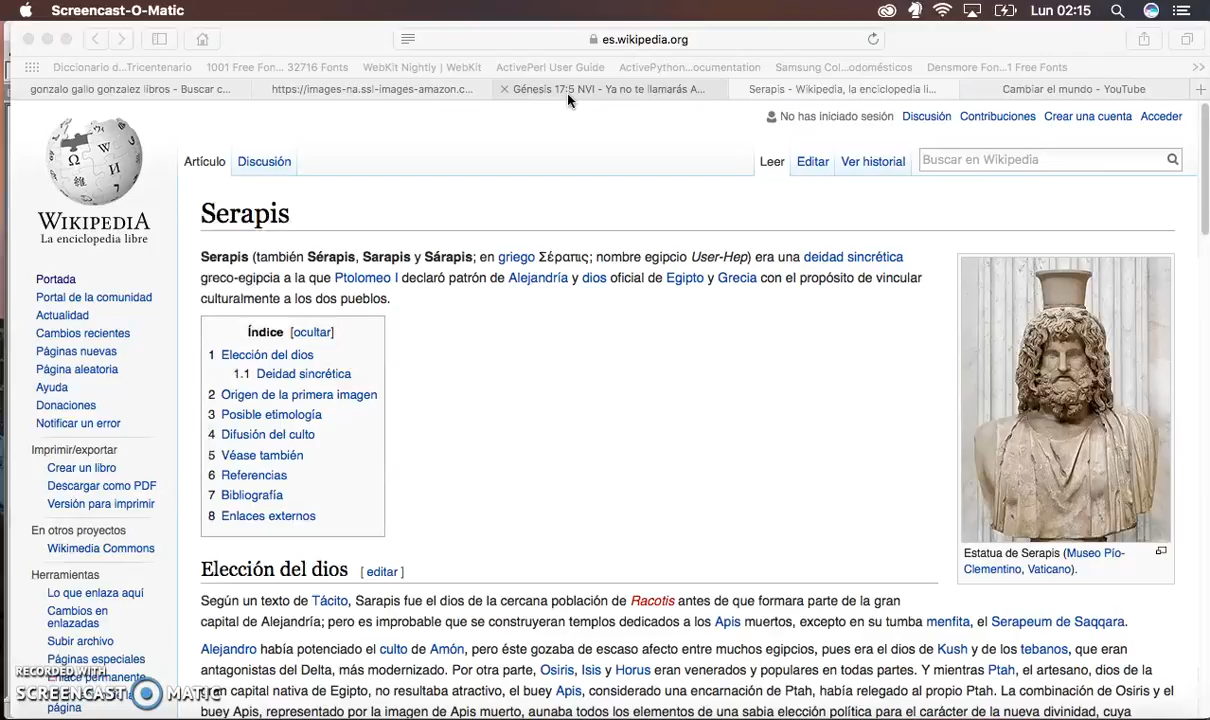 Screencast-O-Matic
Lun 02:15
es.wikipedia.org
Diccionario d...Tricentenario
1001 Free Fon... 32716 Fonts
WebKit Nightly | WebKit
ActivePerl User Guide
ActivePython...ocumentation
Samsung Col...odomésticos
Densmore Fon...1 Free Fonts
gonzalo gallo gonzalez libros - Buscar c...
https://images-na.ssl-images-amazon.c...
Génesis 17:5 NVI - Ya no te llamarás A...
Serapis - Wikipedia, la enciclopedia li...
Cambiar el mundo - YouTube
No has iniciado sesión
Discusión
Contribuciones
Crear una cuenta
Acceder
Artículo
Discusión
Leer
Editar
Ver historial
Buscar en Wikipedia
WIKIPEDIA
La enciclopedia libre
Portada
Portal de la comunidad
Actualidad
Cambios recientes
Páginas nuevas
Página aleatoria
Ayuda
Donaciones
Notificar un error
Imprimir/exportar
Crear un libro
Descargar como PDF
Versión para imprimir
En otros proyectos
Wikimedia Commons
Herramientas
Lo que enlaza aquí
Cambios en
enlazadas
Subir archivo
Páginas especiales
Enlace permanente
página
Serapis
Serapis (también Sérapis, Sarapis y Sárapis; en griego Σέραπις; nombre egipcio User-Hep) era una deidad sincrética
greco-egipcia a la que Ptolomeo I declaró patrón de Alejandría y dios oficial de Egipto y Grecia con el propósito de vincular
culturalmente a los dos pueblos.
Índice [ocultar]
1 Elección del dios
1.1 Deidad sincrética
2 Origen de la primera imagen
3 Posible etimología
4 Difusión del culto
5 Véase también
6 Referencias
7 Bibliografía
8 Enlaces externos
Estatua de Serapis (Museo Pío-
Clementino, Vaticano).
Elección del dios [ editar ]
Según un texto de Tácito, Sarapis fue el dios de la cercana población de Racotis antes de que formara parte de la gran
capital de Alejandría; pero es improbable que se construyeran templos dedicados a los Apis muertos, excepto en su tumba menfita, el Serapeum de Saqqara.
Alejandro había potenciado el culto de Amón, pero éste gozaba de escaso afecto entre muchos egipcios, pues era el dios de Kush y de los tebanos, que eran
antagonistas del Delta, más modernizado. Por otra parte, Osiris, Isis y Horus eran venerados y populares en todas partes. Y mientras Ptah, el artesano, dios de la
gran capital nativa de Egipto, no resultaba atractivo, el buey Apis, considerado una encarnación de Ptah, había relegado al propio Ptah. La combinación de Osiris y el
buey Apis, representado por la imagen de Apis muerto, aunaba todos los elementos de una sabia elección política para el carácter de la nueva divinidad, cuya
RECORDED WITH
SCREENCAST-O-MATIC